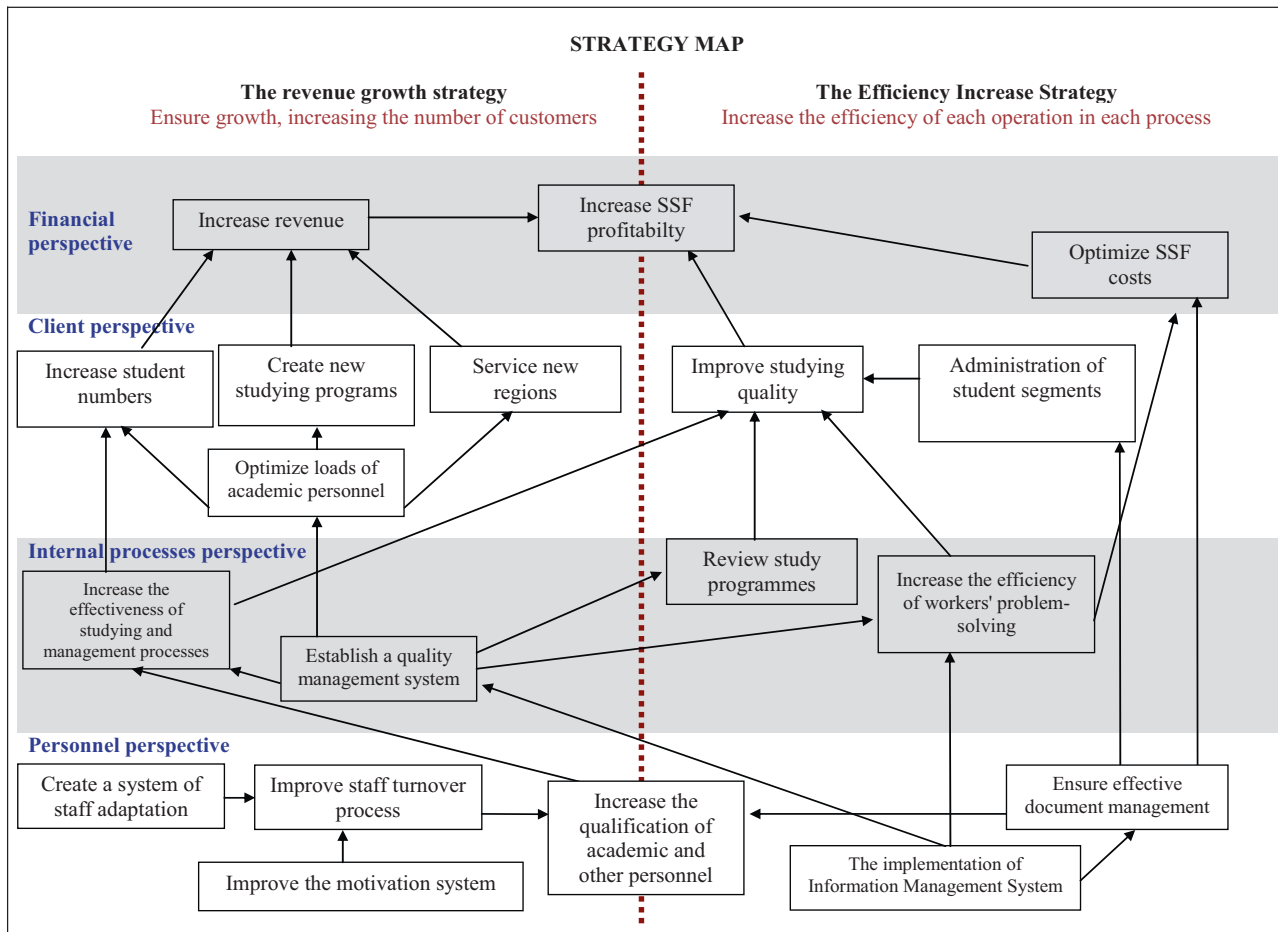 STRATEGY MAP
The revenue growth strategy
Ensure growth, increasing the number of customers
The Efficiency Increase Strategy
Increase the efficiency of each operation in each process
Financial
perspective
Increase revenue
Increase SSF
profitabilty
Optimize SSF
costs
Client perspective
Increase student
numbers
Create new
studying programs
Service new
regions
Improve studying
quality
Administration of
student segments
Optimize loads of
academic personnel
Internal processes perspective
Increase the
effectiveness of
studying and
management processes
Establish a quality
management system
Review study
programmes
Increase the efficiency
of workers' problem-
solving
Personnel perspective
Create a system of
staff adaptation
Improve staff turnover
process
Increase the
qualification of
academic and
other personnel
Ensure effective
document management
Improve the motivation system
The implementation of
Information Management System